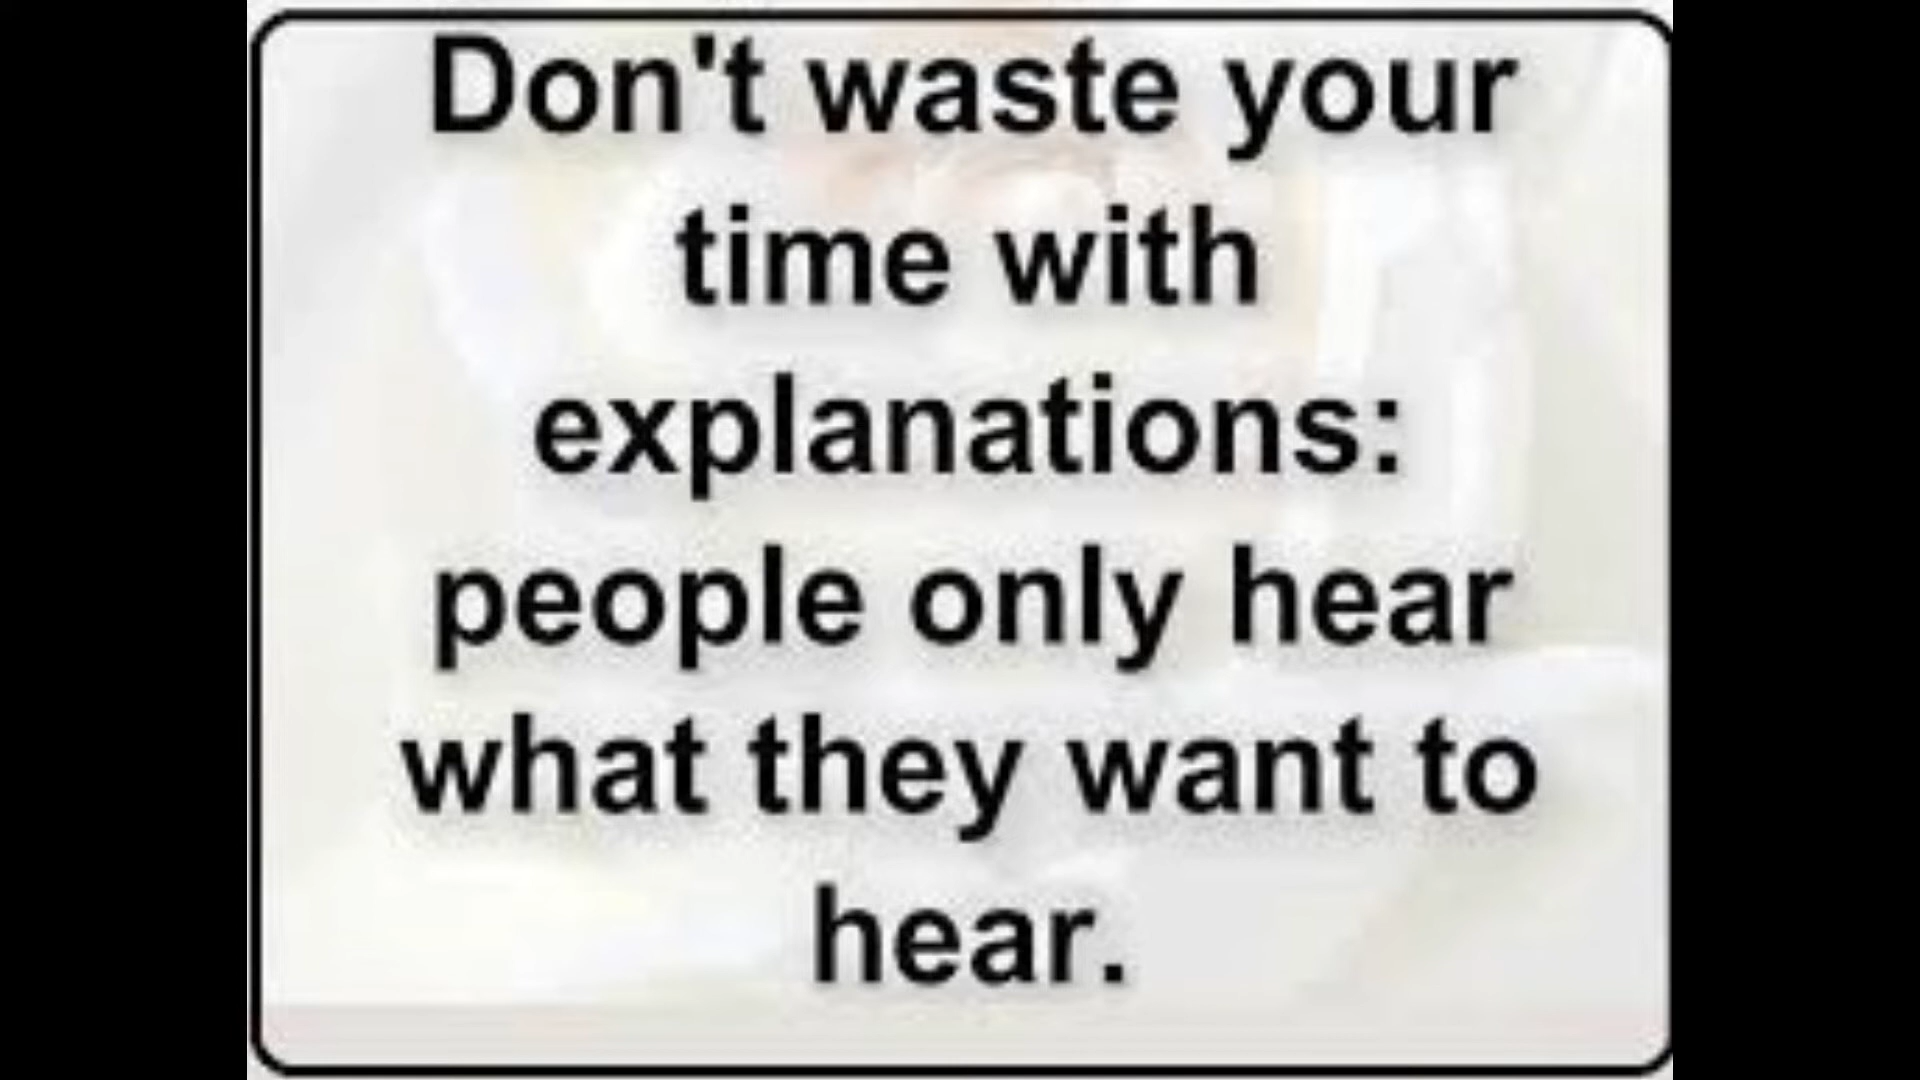 Don't waste your
time with
explanations:
people only hear
what they want to
hear.